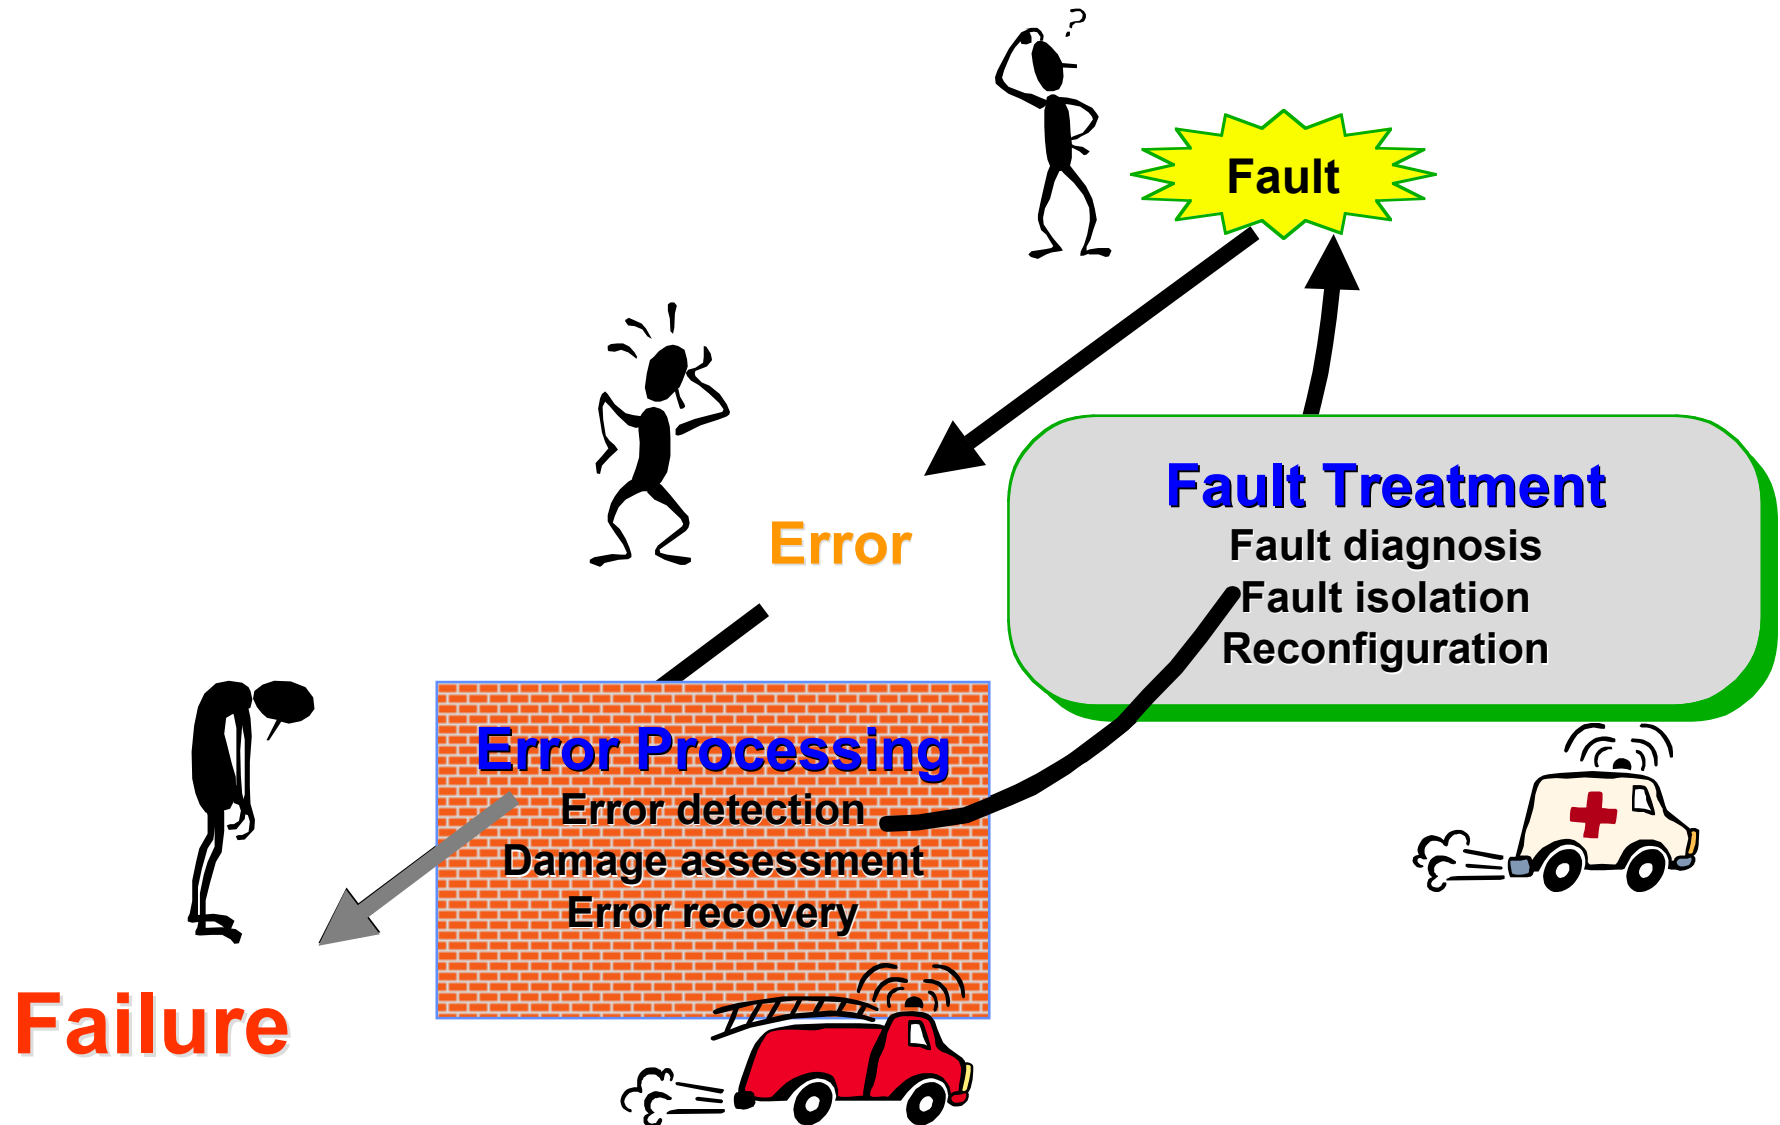 ?
Fault
Error
Fault Treatment
Fault diagnosis
Fault isolation
Reconfiguration
Error Processing
Error detection
Damage assessment
Error recovery
Failure